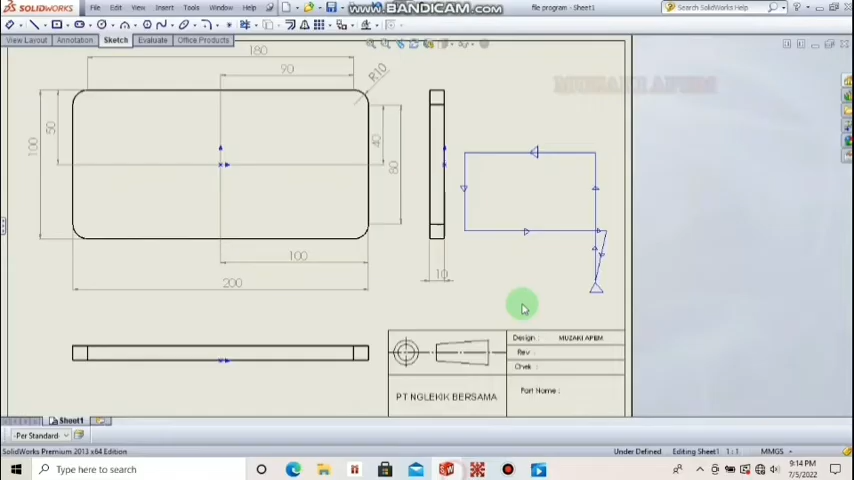 SOLIDWORKS File Edit View Insert Tools Window Help file program - Sheet1 Search SolidWorks Help
WWW.BANDICAM.COM
View Layout Annotation Sketch Evaluate Office Products
MUZAKI APEM
180
90
R10
100
50
40
80
100
200
10
Design : MUZAKI APEM
Rev :
Chek :
PT NGLEKIK BERSAMA
Part Name :
Sheet1
-Per Standard-
SolidWorks Premium 2013 x64 Edition Under Defined Editing Sheet1 1 : 1 MMGS
Type here to search
9:14 PM
7/5/2022